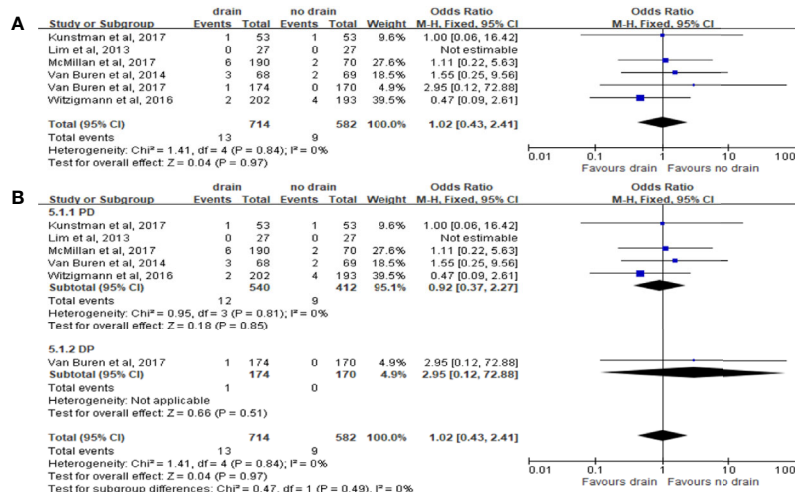 A
drain no drain Odds Ratio Odds Ratio
Study or Subgroup Events Total Events Total Weight M-H, Fixed, 95% CI M-H, Fixed, 95% CI
Kunstman et al, 2017 1 53 1 53 9.6% 1.00 [0.06, 16.42]
Lim et al, 2013 0 27 0 27 Not estimable
McMillan et al, 2017 6 190 2 70 27.6% 1.11 [0.22, 5.63]
Van Buren et al, 2014 3 68 2 69 18.5% 1.55 [0.25, 9.56]
Van Buren et al, 2017 1 174 0 170 4.9% 2.95 [0.12, 72.88]
Witzigmann et al, 2016 2 202 4 193 39.5% 0.47 [0.09, 2.61]
Total (95% CI) 714 582 100.0% 1.02 [0.43, 2.41]
Total events 13 9
Heterogeneity: Chi² = 1.41, df = 4 (P = 0.84); I² = 0%
Test for overall effect: Z = 0.04 (P = 0.97)
0.01 0.1 1 10 100
Favours drain Favours no drain
B
drain no drain Odds Ratio Odds Ratio
Study or Subgroup Events Total Events Total Weight M-H, Fixed, 95% CI M-H, Fixed, 95% CI
5.1.1 PD
Kunstman et al, 2017 1 53 1 53 9.6% 1.00 [0.06, 16.42]
Lim et al, 2013 0 27 0 27 Not estimable
McMillan et al, 2017 6 190 2 70 27.6% 1.11 [0.22, 5.63]
Van Buren et al, 2014 3 68 2 69 18.5% 1.55 [0.25, 9.56]
Witzigmann et al, 2016 2 202 4 193 39.5% 0.47 [0.09, 2.61]
Subtotal (95% CI) 540 412 95.1% 0.92 [0.37, 2.27]
Total events 12 9
Heterogeneity: Chi² = 0.95, df = 3 (P = 0.81); I² = 0%
Test for overall effect: Z = 0.18 (P = 0.85)
5.1.2 DP
Van Buren et al, 2017 1 174 0 170 4.9% 2.95 [0.12, 72.88]
Subtotal (95% CI) 174 170 4.9% 2.95 [0.12, 72.88]
Total events 1 0
Heterogeneity: Not applicable
Test for overall effect: Z = 0.66 (P = 0.51)
Total (95% CI) 714 582 100.0% 1.02 [0.43, 2.41]
Total events 13 9
Heterogeneity: Chi² = 1.41, df = 4 (P = 0.84); I² = 0%
Test for overall effect: Z = 0.04 (P = 0.97)
Test for subgroup differences: Chi² = 0.47, df = 1 (P = 0.49), I² = 0%
0.01 0.1 1 10 100
Favours drain Favours no drain